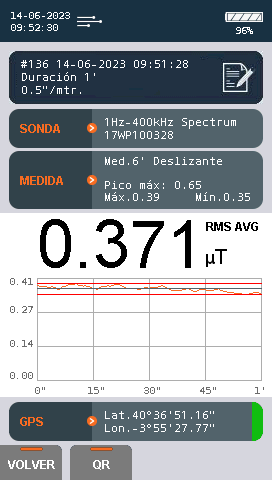 14-06-2023
09:52:30
96%
#136 14-06-2023 09:51:28
Duración 1'
0.5"/mtr.
SONDA
1Hz-400kHz Spectrum
17WP100328
MEDIDA
Med.6' Deslizante
Pico máx: 0.65
Máx.0.39 Mín.0.35
0.371
RMS AVG
µT
0.41
0.27
0.14
0.00
0" 15" 30" 45" 1'
GPS
Lat.40°36'51.16"
Lon.-3°55'27.77"
VOLVER QR